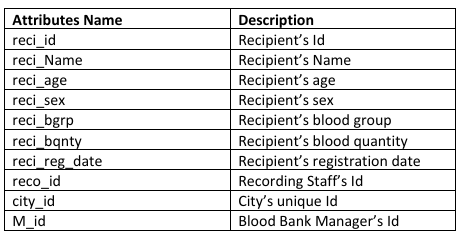 Attributes Name Description
reci_id Recipient's Id
reci_Name Recipient's Name
reci_age Recipient's age
reci_sex Recipient's sex
reci_bgrp Recipient's blood group
reci_bqnty Recipient's blood quantity
reci_reg_date Recipient's registration date
reco_id Recording Staff's Id
city_id City's unique Id
M_id Blood Bank Manager's Id